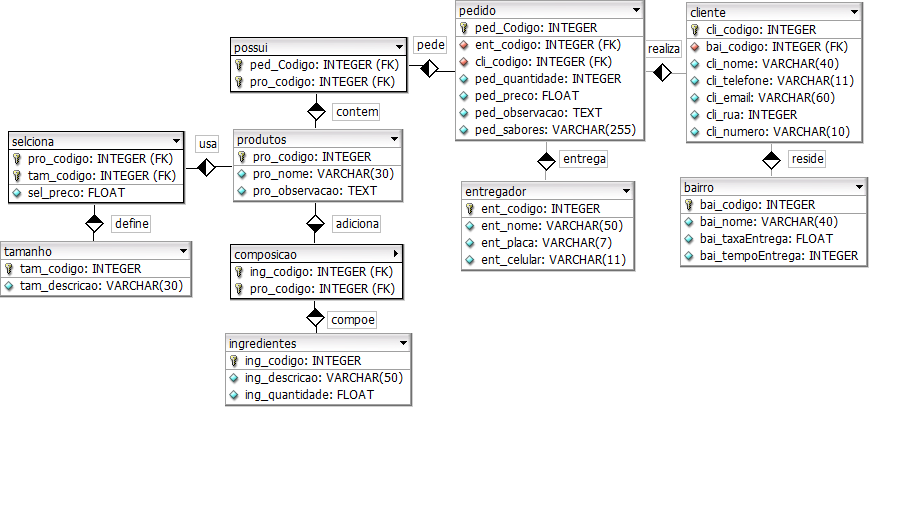 pedido
ped_Codigo: INTEGER
ent_codigo: INTEGER (FK)
cli_codigo: INTEGER (FK)
ped_quantidade: INTEGER
ped_preco: FLOAT
ped_observacao: TEXT
ped_sabores: VARCHAR(255)
cliente
cli_codigo: INTEGER
bai_codigo: INTEGER (FK)
cli_nome: VARCHAR(40)
cli_telefone: VARCHAR(11)
cli_email: VARCHAR(60)
cli_rua: INTEGER
cli_numero: VARCHAR(10)
possui
ped_Codigo: INTEGER (FK)
pro_codigo: INTEGER (FK)
pede
realiza
contem
selciona
pro_codigo: INTEGER (FK)
tam_codigo: INTEGER (FK)
sel_preco: FLOAT
usa
produtos
pro_codigo: INTEGER
pro_nome: VARCHAR(30)
pro_observacao: TEXT
entrega
reside
entregador
ent_codigo: INTEGER
ent_nome: VARCHAR(50)
ent_placa: VARCHAR(7)
ent_celular: VARCHAR(11)
bairro
bai_codigo: INTEGER
bai_nome: VARCHAR(40)
bai_taxaEntrega: FLOAT
bai_tempoEntrega: INTEGER
define
adiciona
tamanho
tam_codigo: INTEGER
tam_descricao: VARCHAR(30)
composicao
ing_codigo: INTEGER (FK)
pro_codigo: INTEGER (FK)
compoe
ingredientes
ing_codigo: INTEGER
ing_descricao: VARCHAR(50)
ing_quantidade: FLOAT